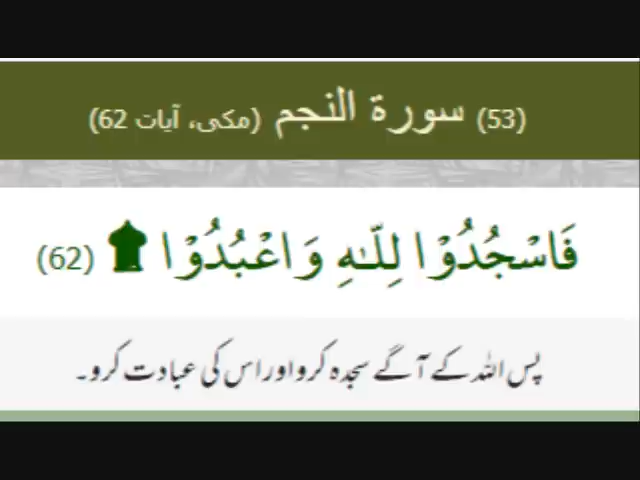 (53) سورة النجم (مکی، آیات 62)
فَاسْجُدُوْا لِلّٰهِ وَاعْبُدُوْا ۩ (62)
پس اللہ کے آگے سجدہ کرو اور اس کی عبادت کرو۔